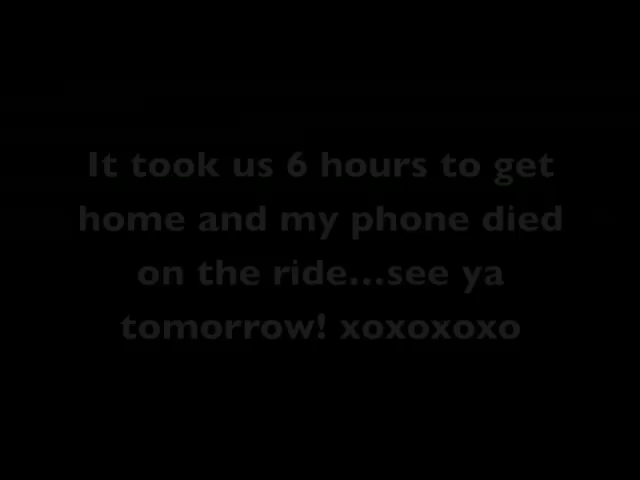 It took us 6 hours to get
home and my phone died
on the ride...see ya
tomorrow! xoxoxoxo